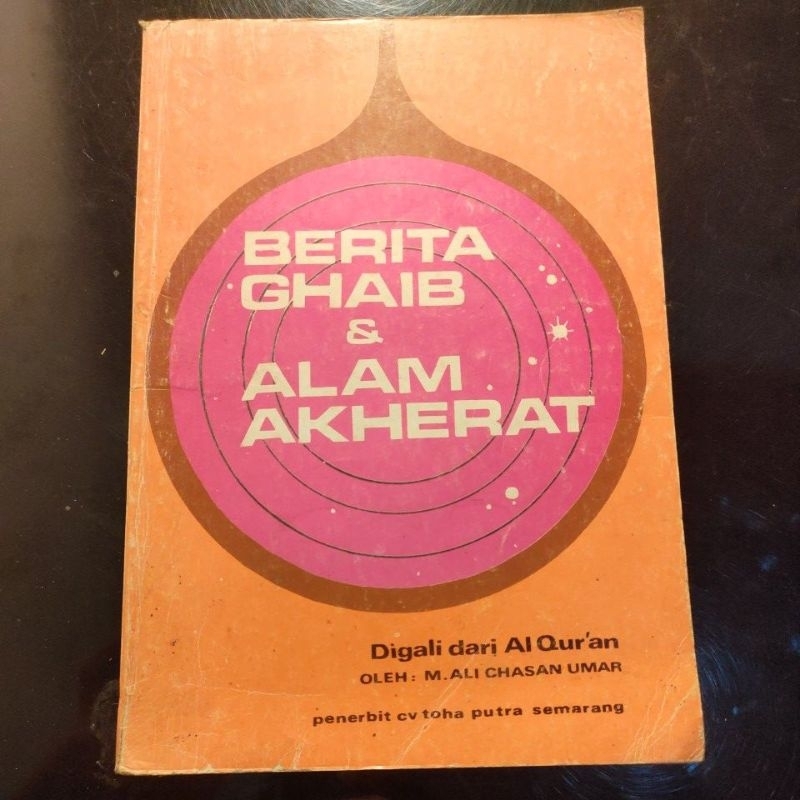 BERITA
GHAIB
&
ALAM
AKHERAT
Digali dari Al Qur'an
OLEH: M.ALI CHASAN UMAR
penerbit cv toha putra semarang